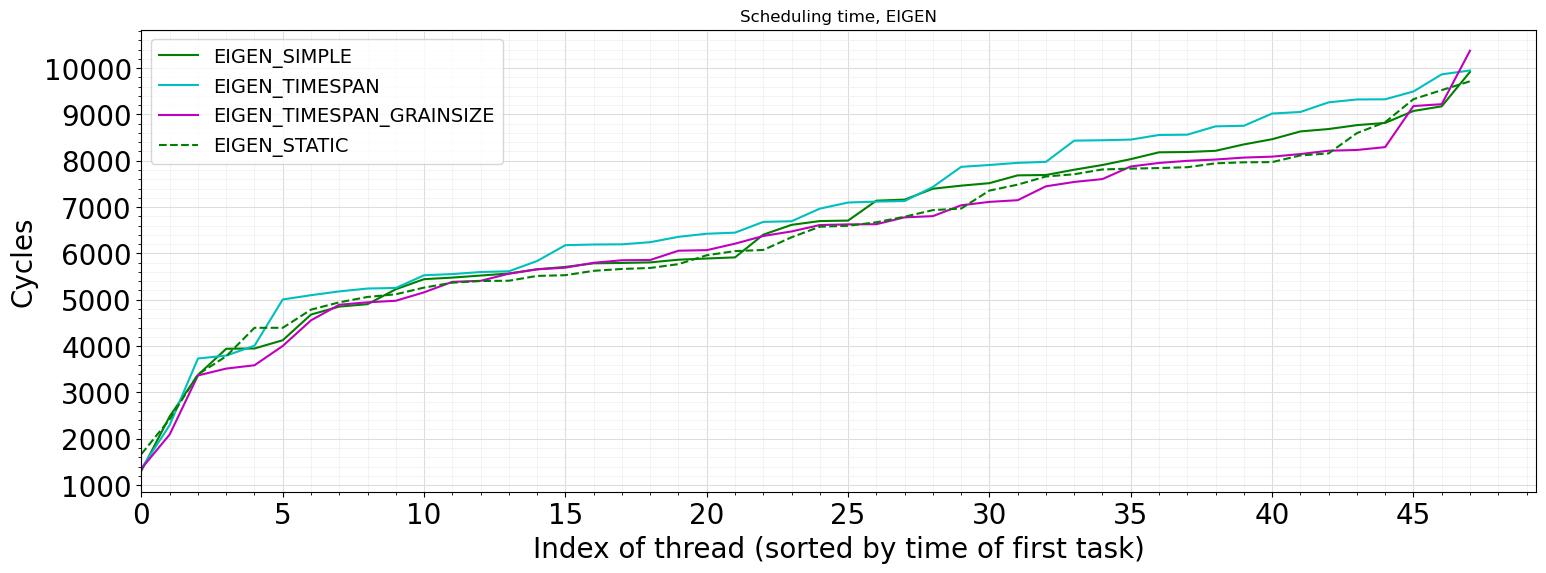 Scheduling time, EIGEN
EIGEN_SIMPLE
EIGEN_TIMESPAN
EIGEN_TIMESPAN_GRAINSIZE
EIGEN_STATIC
Cycles
10000
9000
8000
7000
6000
5000
4000
3000
2000
1000
0 5 10 15 20 25 30 35 40 45
Index of thread (sorted by time of first task)